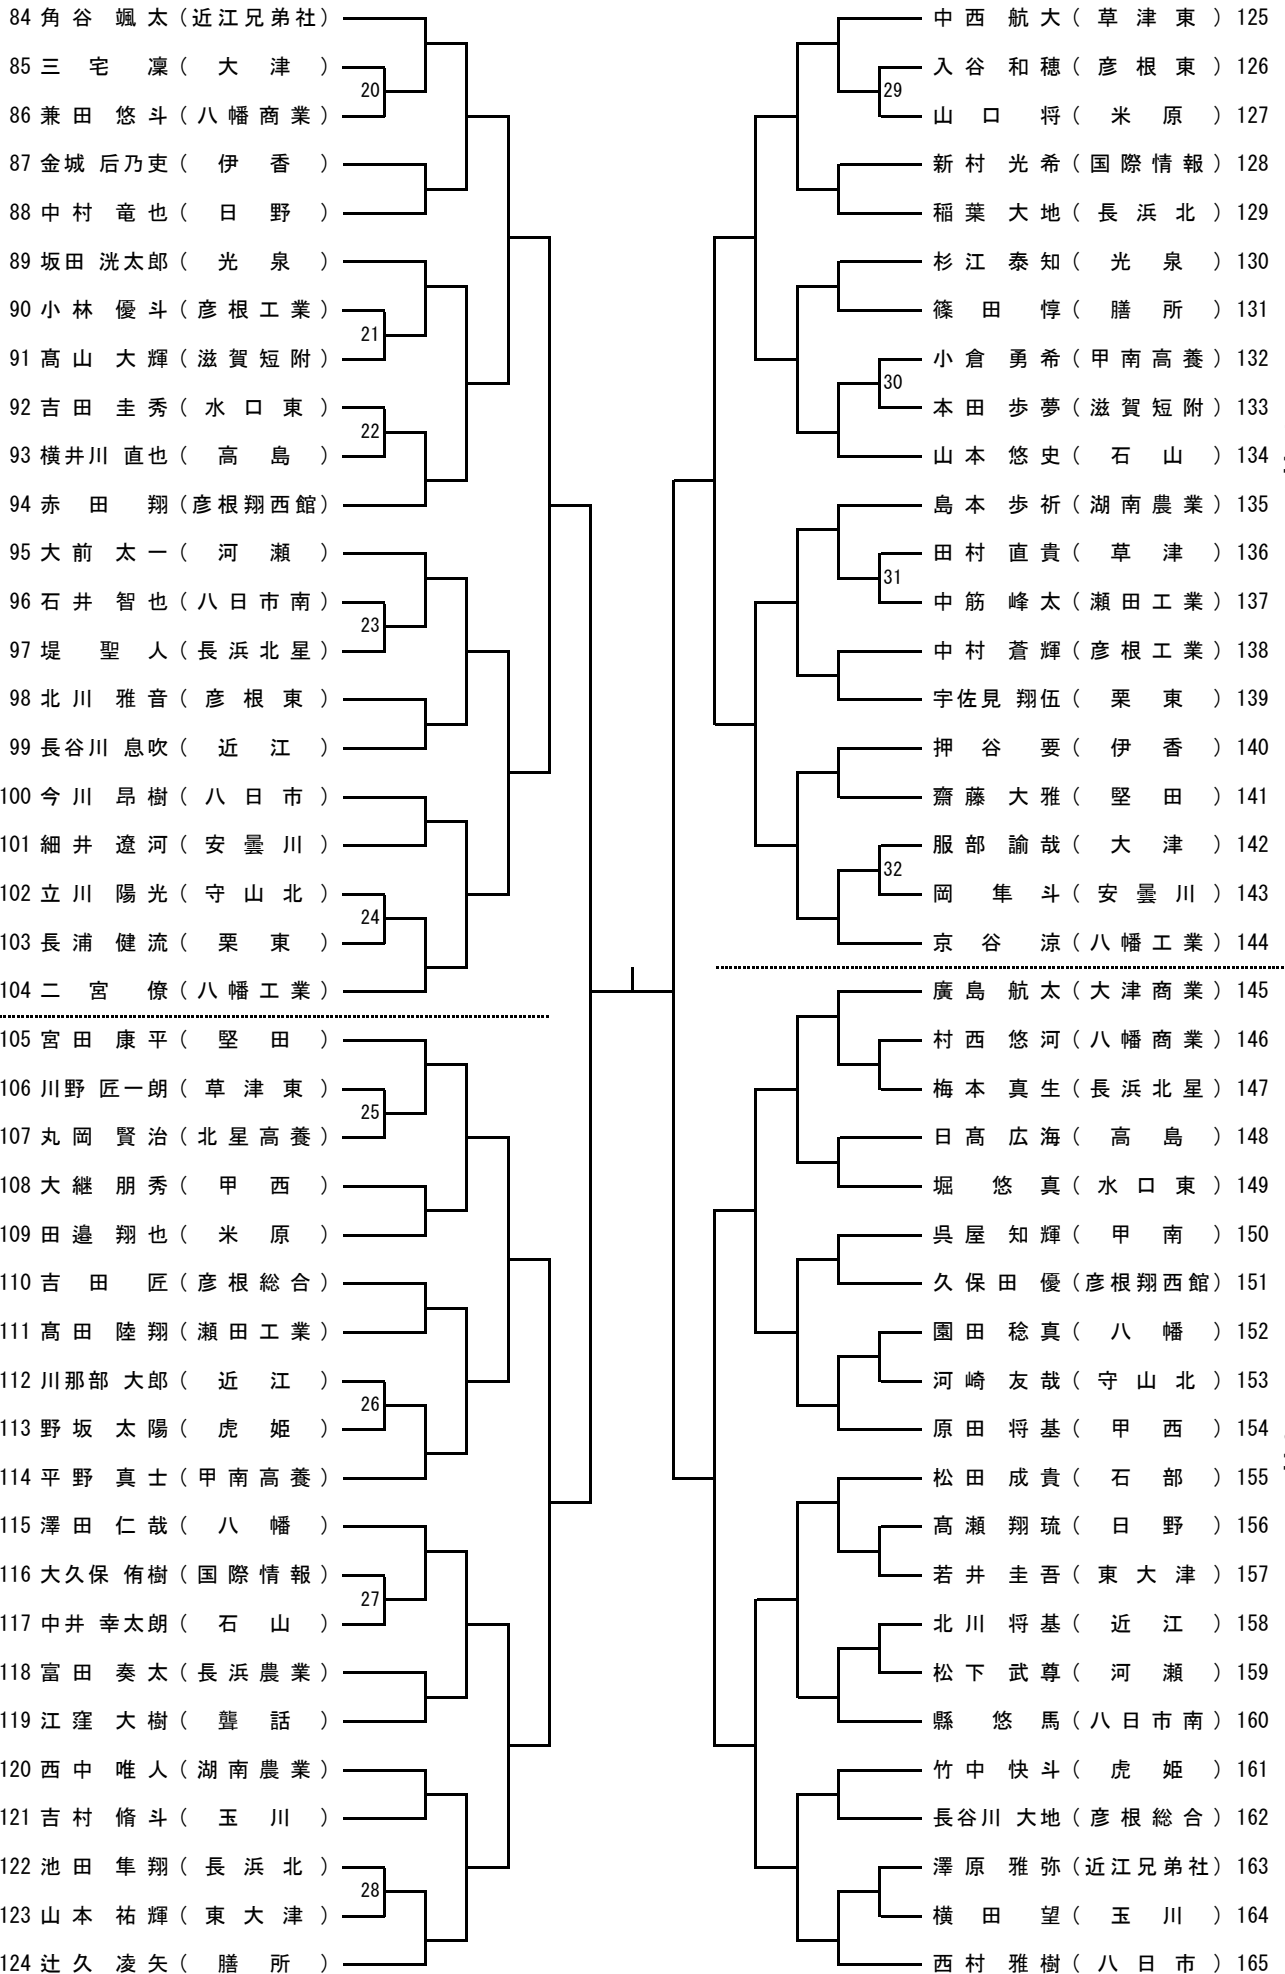 84 角谷 颯太 (近江兄弟社)
85 三宅 凜 (大津)
20
86 兼田 悠斗 (八幡商業)
87 金城 后乃吏 (伊香)
88 中村 竜也 (日野)
89 坂田 洸太郎 (光泉)
90 小林 優斗 (彦根工業)
21
91 髙山 大輝 (滋賀短附)
92 吉田 圭秀 (水口東)
22
93 横井川 直也 (高島)
94 赤田 翔 (彦根翔西館)
95 大前 太一 (河瀬)
96 石井 智也 (八日市南)
23
97 堤 聖人 (長浜北星)
98 北川 雅音 (彦根東)
99 長谷川 息吹 (近江)
100 今川 昂樹 (八日市)
101 細井 遼河 (安曇川)
102 立川 陽光 (守山北)
24
103 長浦 健流 (栗東)
104 二宮 僚 (八幡工業)
105 宮田 康平 (堅田)
106 川野 匠一朗 (草津東)
25
107 丸岡 賢治 (北星高養)
108 大継 朋秀 (甲西)
109 田邉 翔也 (米原)
110 吉田 匠 (彦根総合)
111 髙田 陸翔 (瀬田工業)
112 川那部 大郎 (近江)
26
113 野坂 太陽 (虎姫)
114 平野 真士 (甲南高養)
115 澤田 仁哉 (八幡)
116 大久保 侑樹 (国際情報)
27
117 中井 幸太朗 (石山)
118 富田 奏太 (長浜農業)
119 江窪 大樹 (聾話)
120 西中 唯人 (湖南農業)
121 吉村 脩斗 (玉川)
122 池田 隼翔 (長浜北)
28
123 山本 祐輝 (東大津)
124 辻久 凌矢 (膳所)
中西 航大 (草津東) 125
入谷 和穂 (彦根東) 126
29
山口 将 (米原) 127
新村 光希 (国際情報) 128
稲葉 大地 (長浜北) 129
杉江 泰知 (光泉) 130
篠田 惇 (膳所) 131
小倉 勇希 (甲南高養) 132
30
本田 歩夢 (滋賀短附) 133
山本 悠史 (石山) 134
島本 歩祈 (湖南農業) 135
田村 直貴 (草津) 136
31
中筋 峰太 (瀬田工業) 137
中村 蒼輝 (彦根工業) 138
宇佐見 翔伍 (栗東) 139
押谷 要 (伊香) 140
齋藤 大雅 (堅田) 141
服部 諭哉 (大津) 142
32
岡 隼斗 (安曇川) 143
京谷 涼 (八幡工業) 144
廣島 航太 (大津商業) 145
村西 悠河 (八幡商業) 146
梅本 真生 (長浜北星) 147
日髙 広海 (高島) 148
堀 悠真 (水口東) 149
呉屋 知輝 (甲南) 150
久保田 優 (彦根翔西館) 151
園田 稔真 (八幡) 152
河崎 友哉 (守山北) 153
原田 将基 (甲西) 154
松田 成貴 (石部) 155
髙瀬 翔琉 (日野) 156
若井 圭吾 (東大津) 157
北川 将基 (近江) 158
松下 武尊 (河瀬) 159
縣 悠馬 (八日市南) 160
竹中 快斗 (虎姫) 161
長谷川 大地 (彦根総合) 162
澤原 雅弥 (近江兄弟社) 163
横田 望 (玉川) 164
西村 雅樹 (八日市) 165